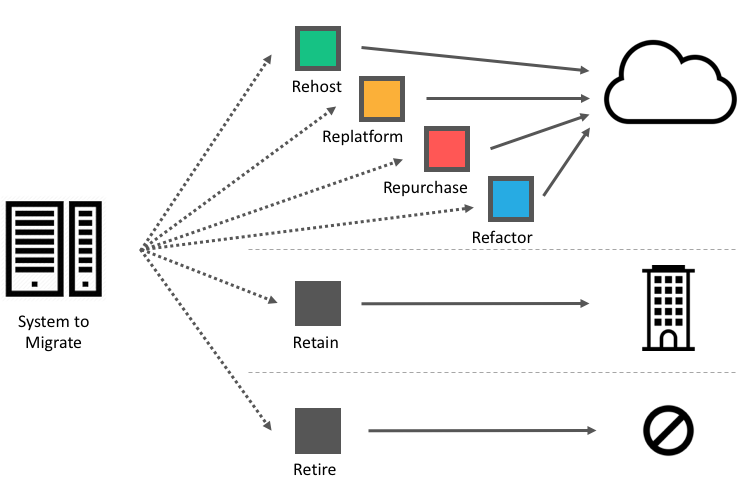 Rehost
Replatform
Repurchase
Refactor
System to
Migrate
Retain
Retire